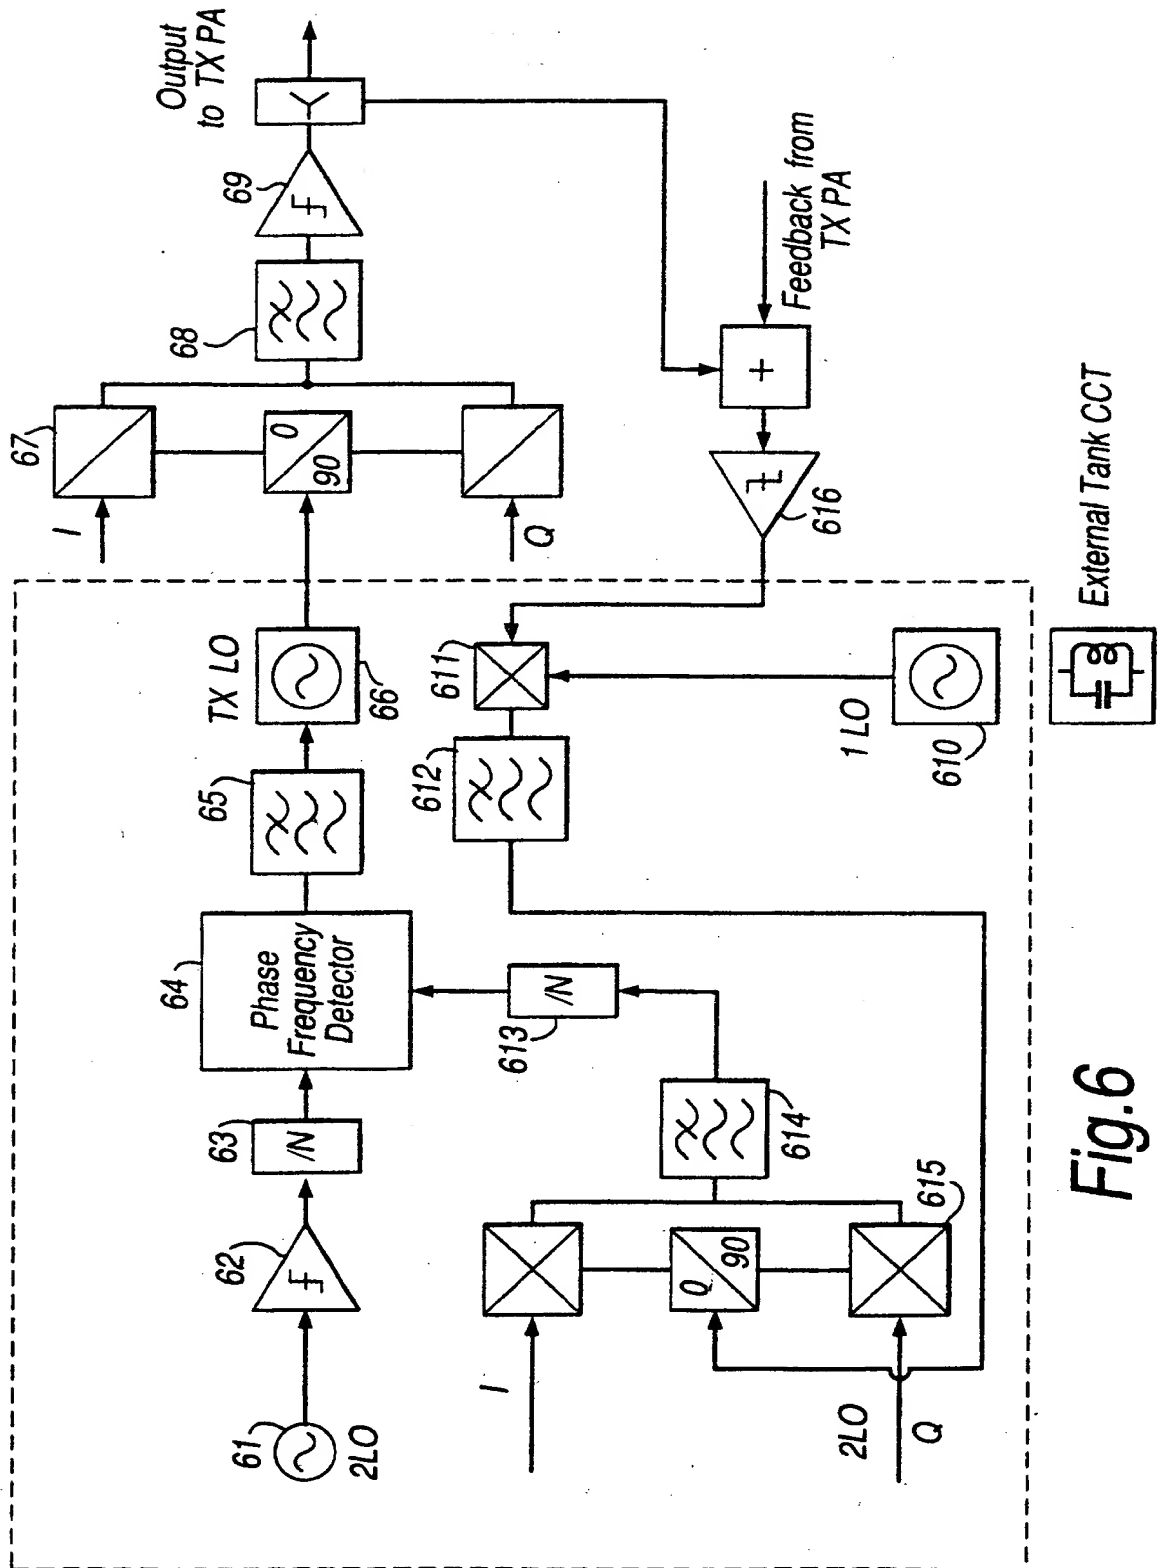 67
I
Output
to TX PA
61
62
63
64
65
TX LO
68
69
2LO
/N
Phase
Frequency
Detector
66
0
90
I
613
/N
611
612
Q
Q
90
614
616
Feedback from
TX PA
+
2LO
Q
615
1 LO
610
External Tank CCT
Fig.6